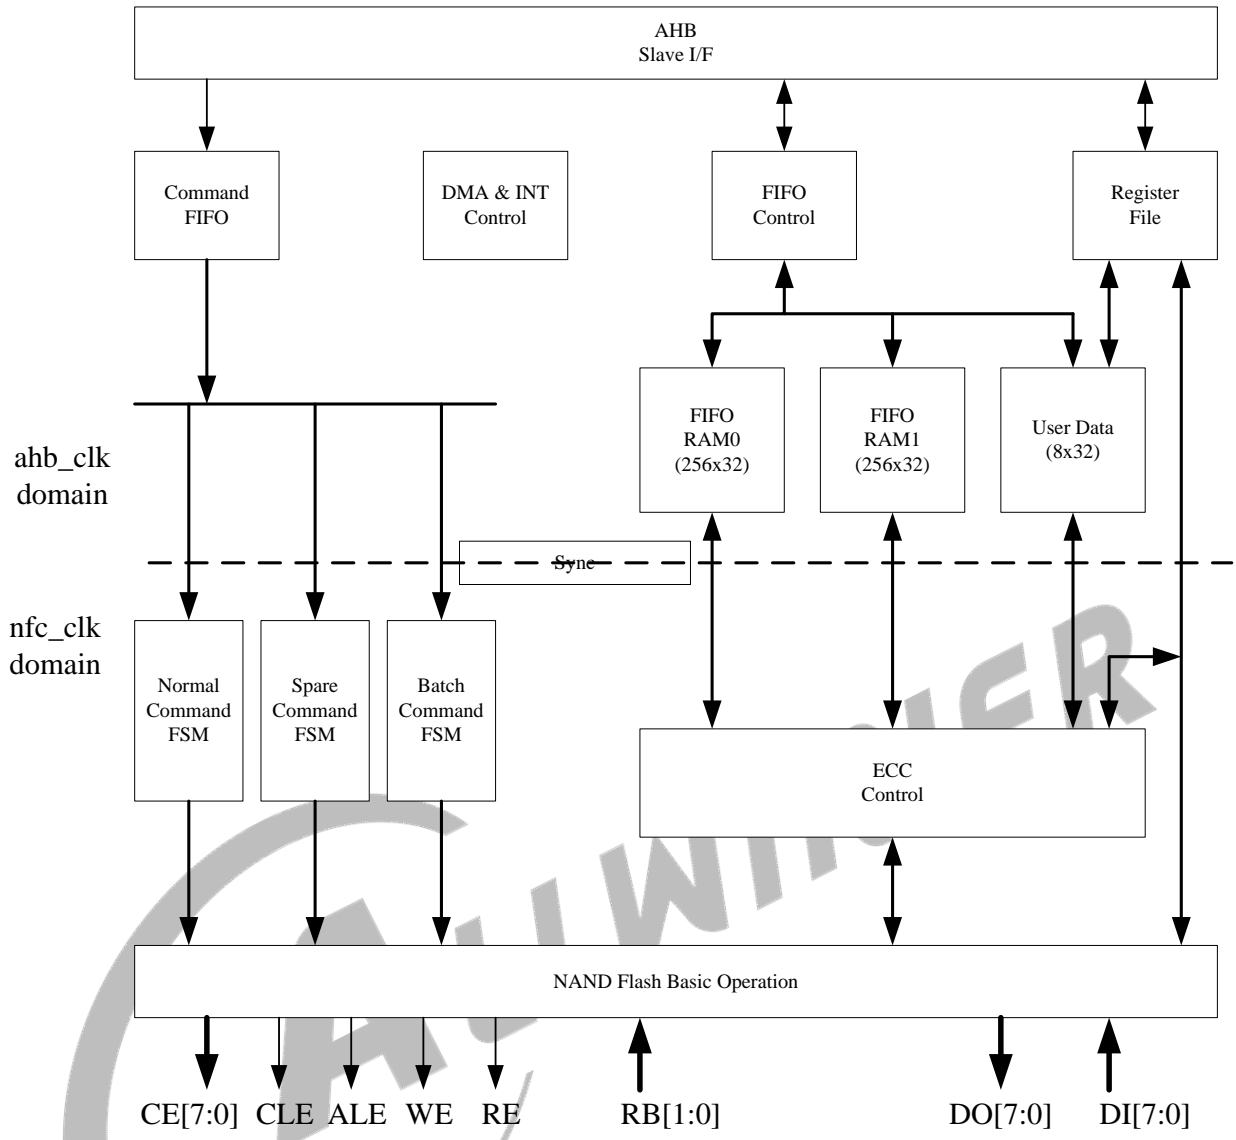 AHB
Slave I/F
Command
FIFO
DMA & INT
Control
FIFO
Control
Register
File
FIFO
RAM0
(256x32)
FIFO
RAM1
(256x32)
User Data
(8x32)
ahb_clk
domain
Sync
nfc_clk
domain
Normal
Command
FSM
Spare
Command
FSM
Batch
Command
FSM
ECC
Control
ALLWINNER
NAND Flash Basic Operation
CE[7:0] CLE ALE WE RE RB[1:0] DO[7:0] DI[7:0]